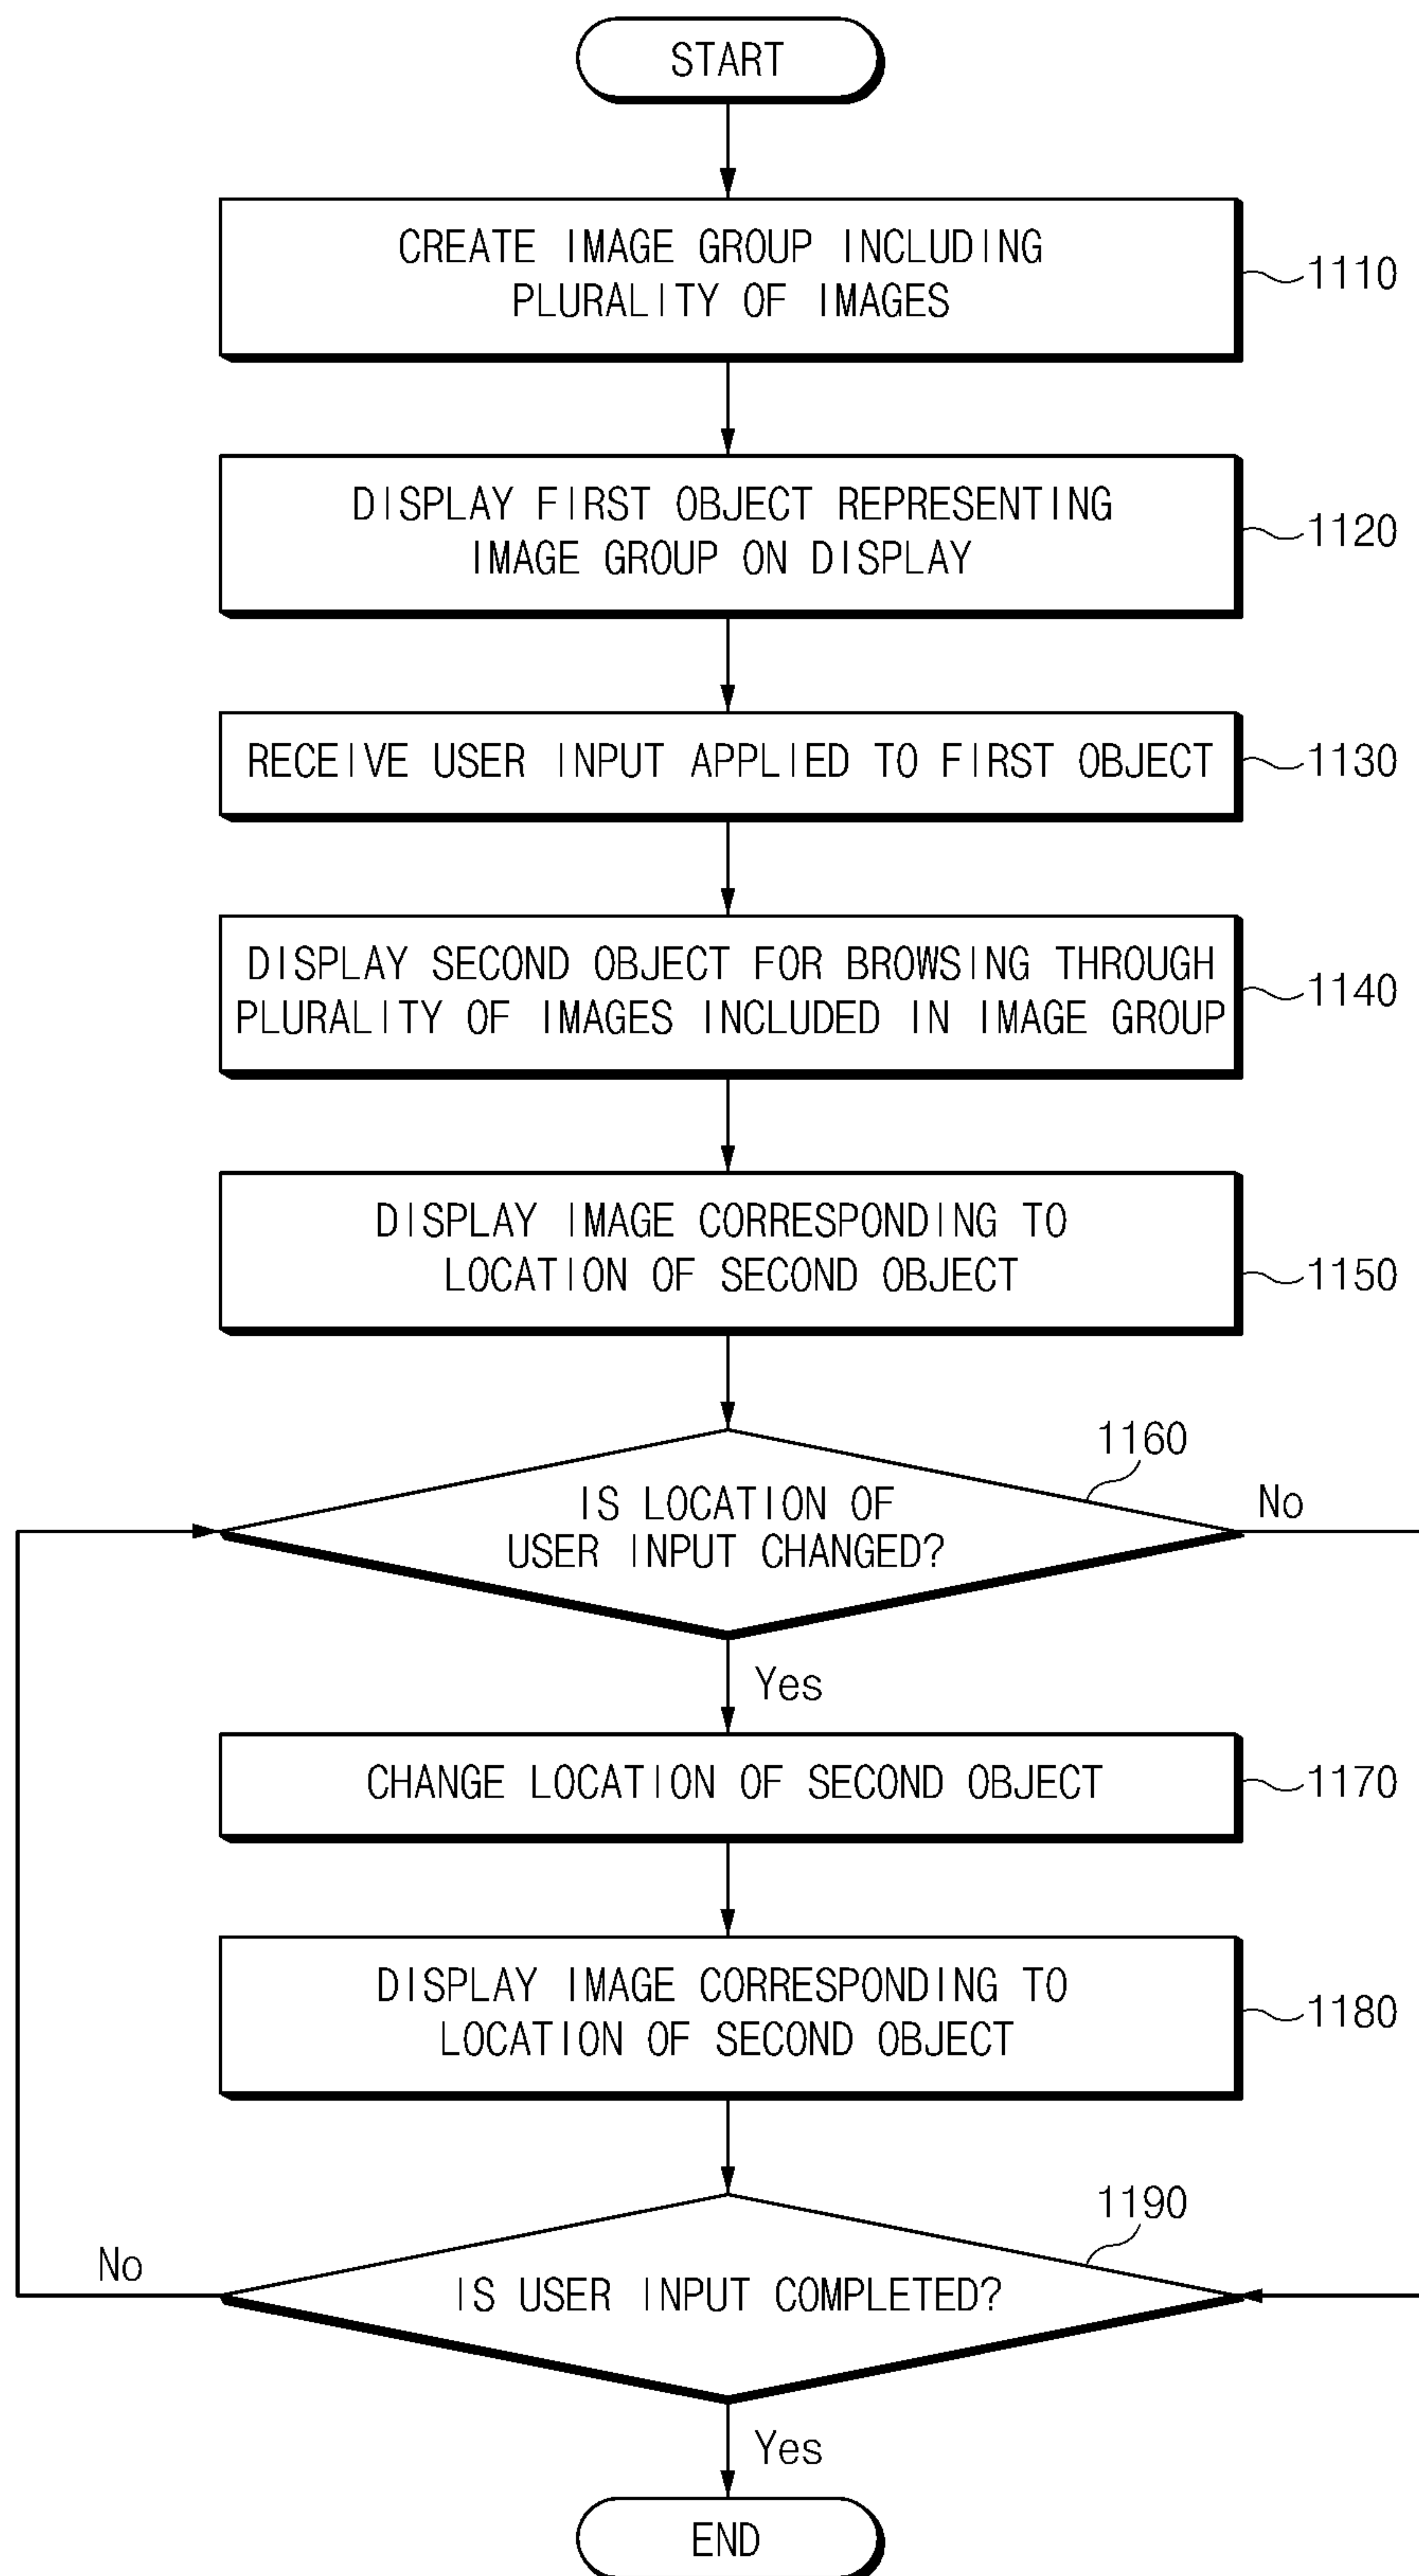 START
CREATE IMAGE GROUP INCLUDING
PLURALITY OF IMAGES
1110
DISPLAY FIRST OBJECT REPRESENTING
IMAGE GROUP ON DISPLAY
1120
RECEIVE USER INPUT APPLIED TO FIRST OBJECT
1130
DISPLAY SECOND OBJECT FOR BROWSING THROUGH
PLURALITY OF IMAGES INCLUDED IN IMAGE GROUP
1140
DISPLAY IMAGE CORRESPONDING TO
LOCATION OF SECOND OBJECT
1150
1160
IS LOCATION OF
USER INPUT CHANGED?
No
Yes
CHANGE LOCATION OF SECOND OBJECT
1170
DISPLAY IMAGE CORRESPONDING TO
LOCATION OF SECOND OBJECT
1180
1190
No
IS USER INPUT COMPLETED?
Yes
END